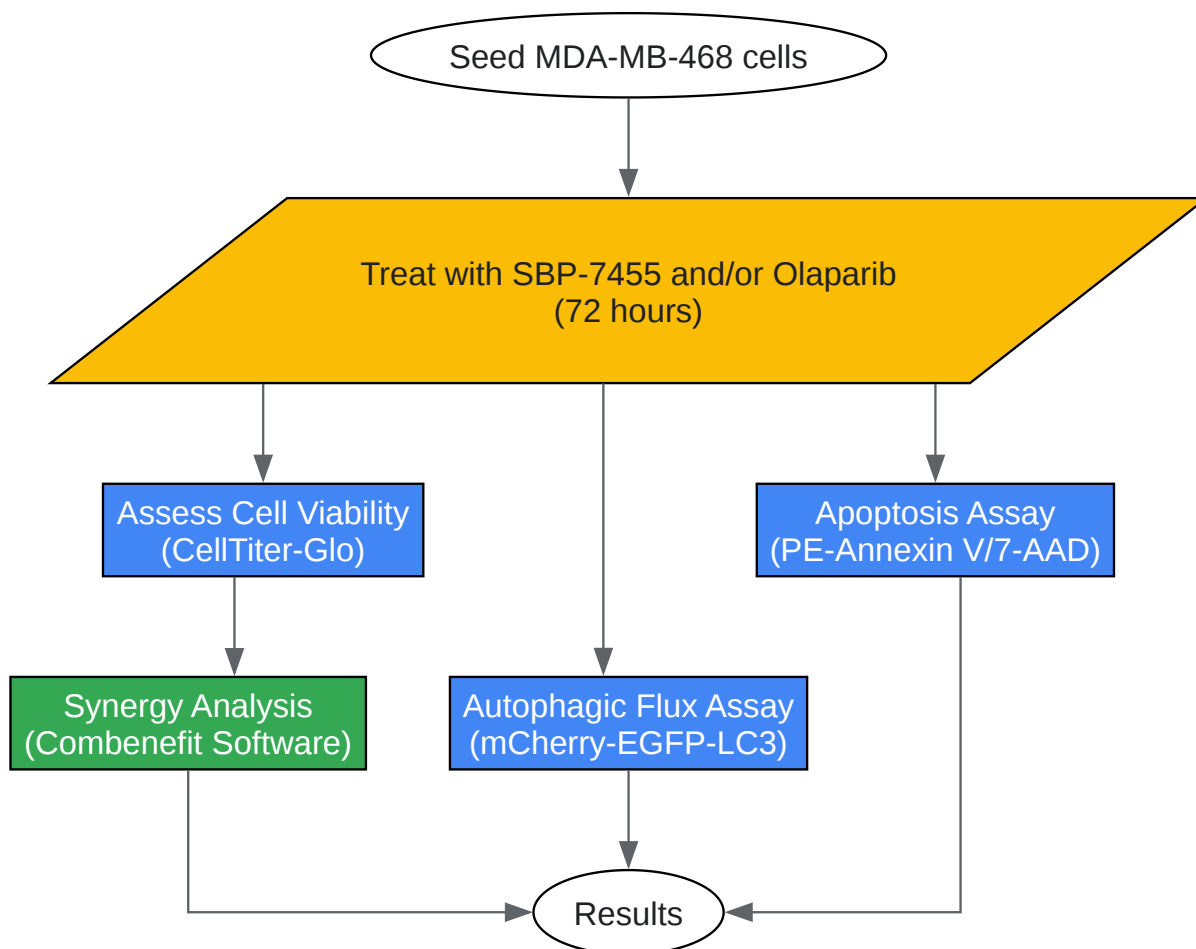 Seed MDA-MB-468 cells
Treat with SBP-7455 and/or Olaparib
(72 hours)
Assess Cell Viability
(CellTiter-Glo)
Apoptosis Assay
(PE-Annexin V/7-AAD)
Synergy Analysis
(Combenefit Software)
Autophagic Flux Assay
(mCherry-EGFP-LC3)
Results